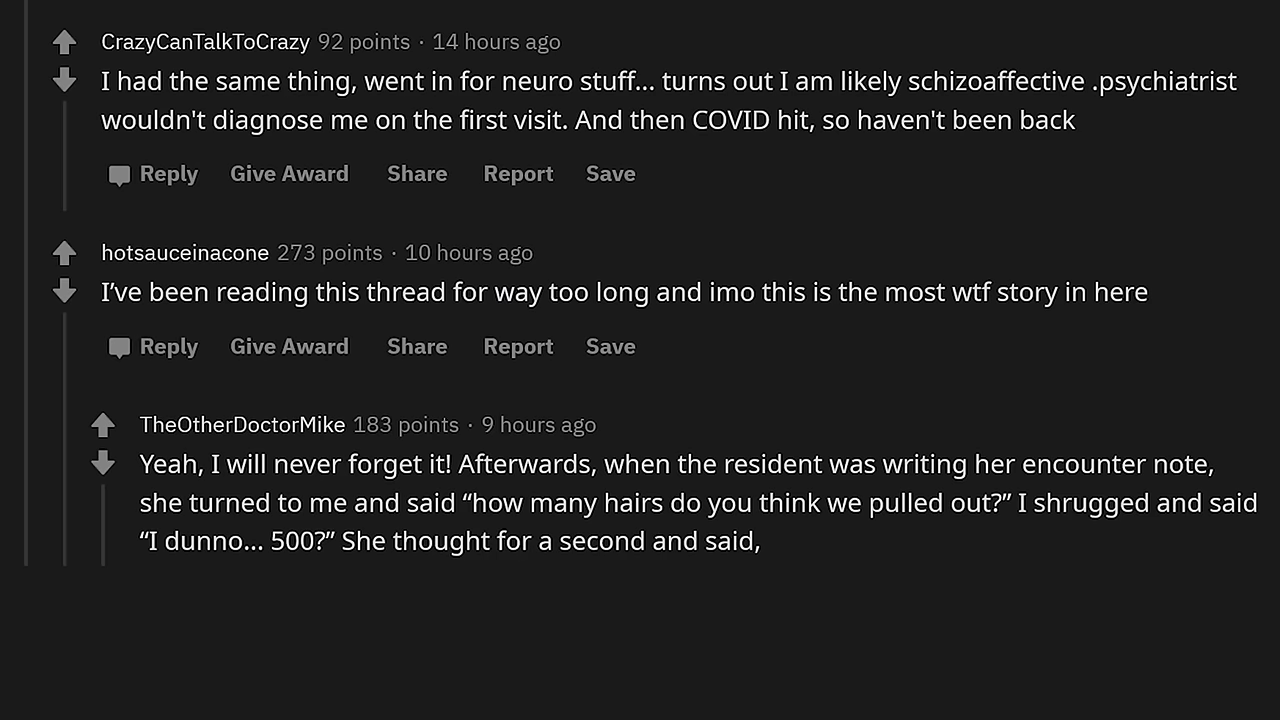 CrazyCanTalkToCrazy 92 points · 14 hours ago
I had the same thing, went in for neuro stuff... turns out I am likely schizoaffective .psychiatrist
wouldn't diagnose me on the first visit. And then COVID hit, so haven't been back
Reply Give Award Share Report Save
hotsauceinacone 273 points · 10 hours ago
I’ve been reading this thread for way too long and imo this is the most wtf story in here
Reply Give Award Share Report Save
TheOtherDoctorMike 183 points · 9 hours ago
Yeah, I will never forget it! Afterwards, when the resident was writing her encounter note,
she turned to me and said “how many hairs do you think we pulled out?” I shrugged and said
“I dunno... 500?” She thought for a second and said,